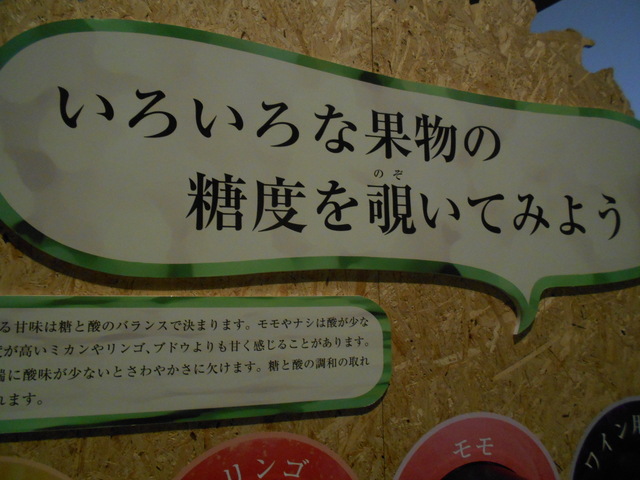 いろいろな果物の
のぞ
糖度を覗いてみよう
る甘味は糖と酸のバランスで決まります。モモやナシは酸が少な
が高いミカンやリンゴ、ブドウよりも甘く感じることがあります。
に酸味が少ないとさわやかさに欠けます。糖と酸の調和の取れ
れます。
リンゴ
モモ
ワイン用